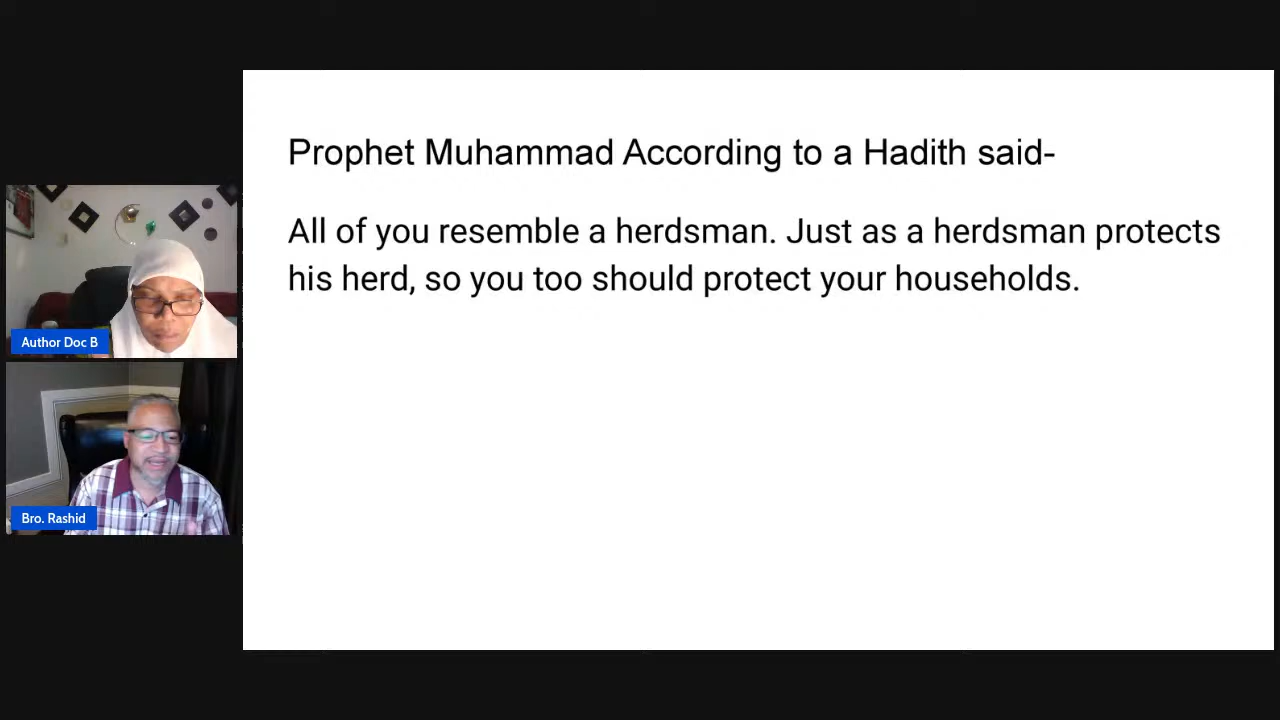 Prophet Muhammad According to a Hadith said-
All of you resemble a herdsman. Just as a herdsman protects
his herd, so you too should protect your households.
Author Doc B
Bro. Rashid